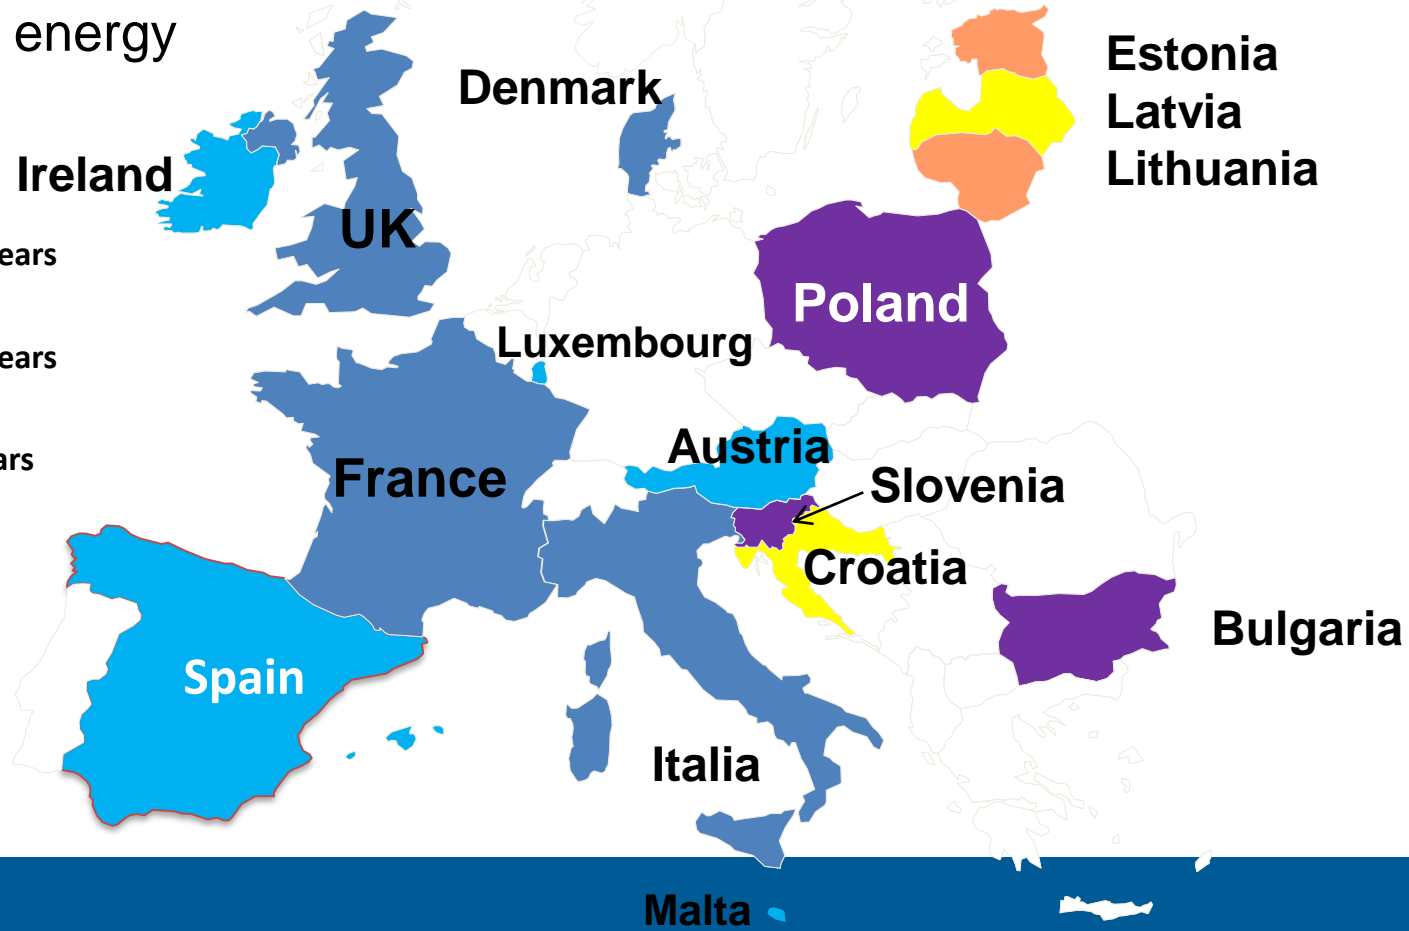 energy
Denmark
Estonia
Latvia
Lithuania
Ireland
UK
ears
Poland
Luxembourg
ears
Austria
ars
France
Slovenia
Croatia
Bulgaria
Spain
Italia
Malta